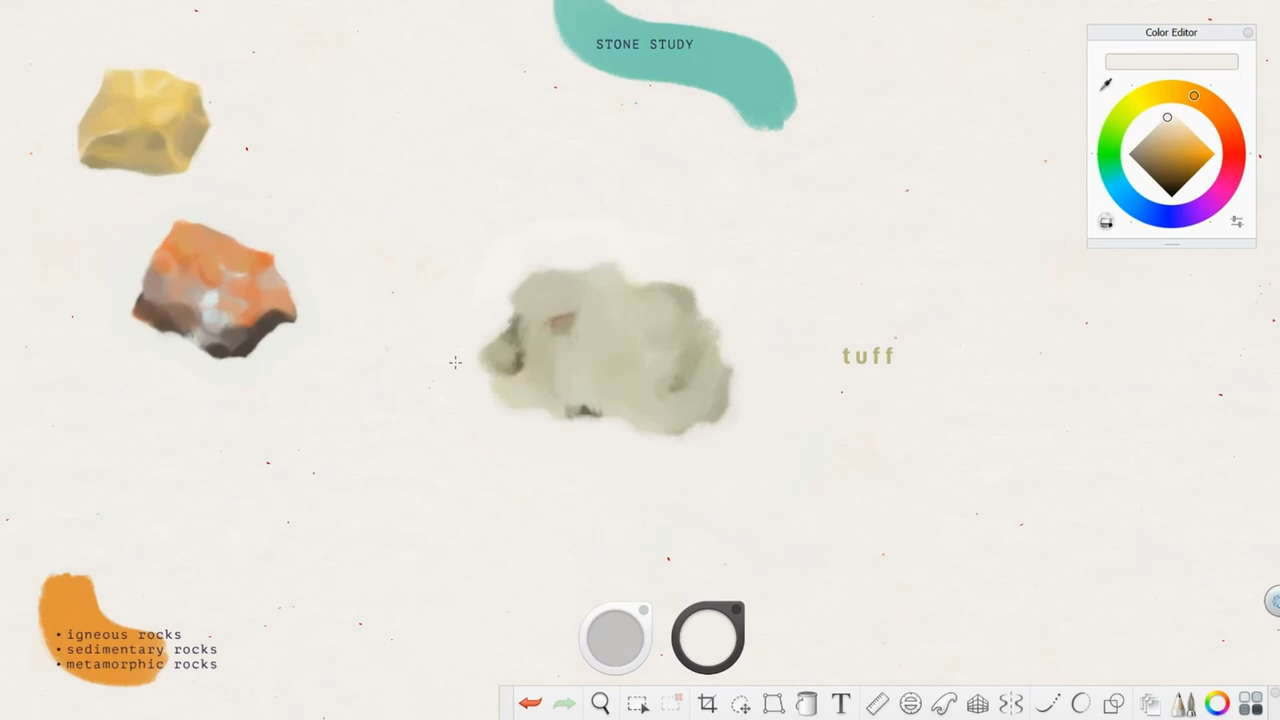 STONE STUDY
Color Editor
tuff
• igneous rocks
• sedimentary rocks
• metamorphic rocks
T